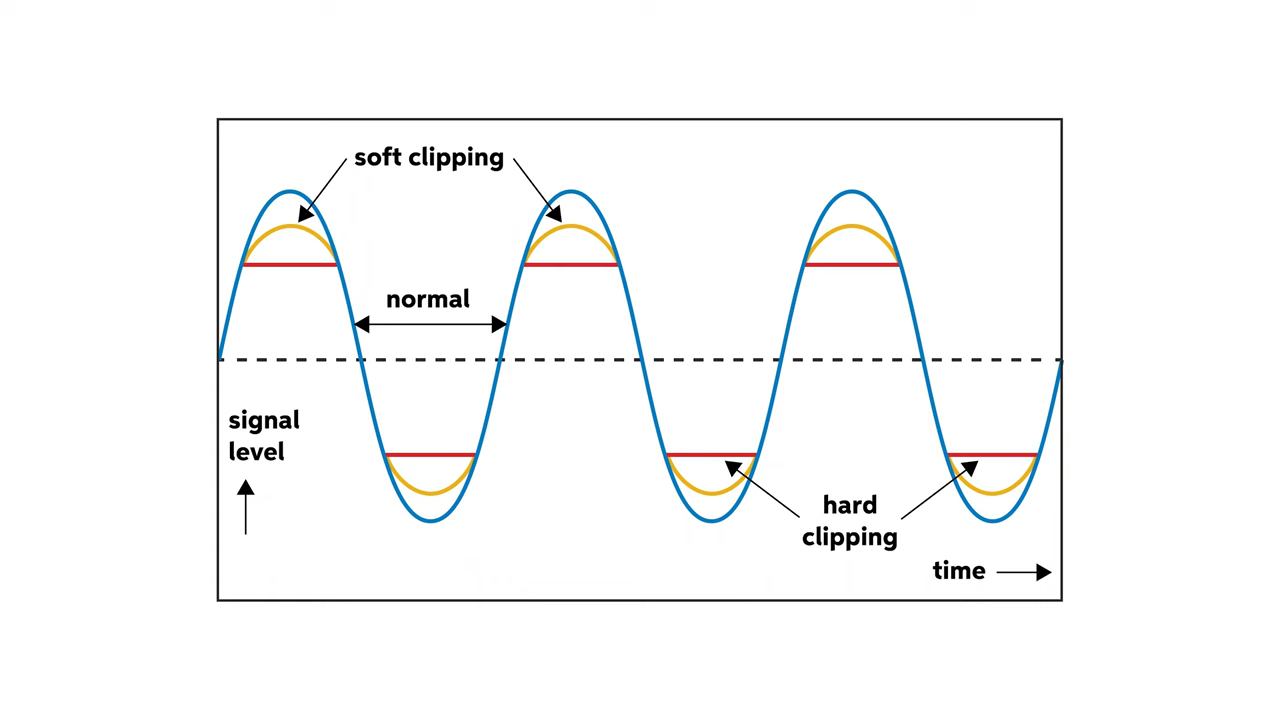 soft clipping
normal
signal
level
hard
clipping
time